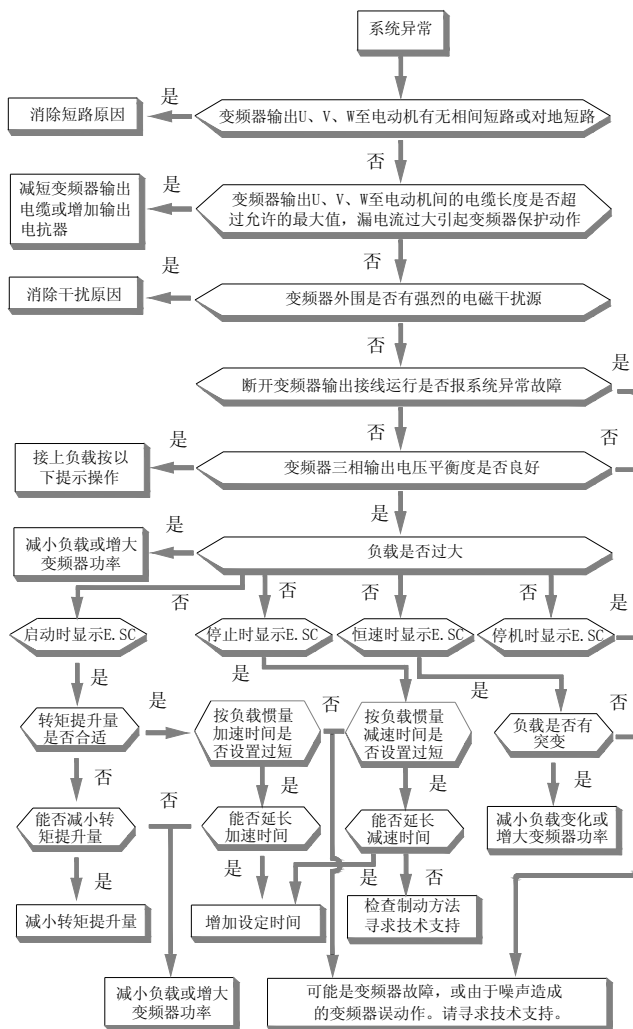 系统异常
是
消除短路原因
变频器输出U、V、W至电动机有无相间短路或对地短路
否
减短变频器输出
电缆或增加输出
电抗器
是
变频器输出U、V、W至电动机间的电缆长度是否超
过允许的最大值，漏电流过大引起变频器保护动作
否
是
消除干扰原因
变频器外围是否有强烈的电磁干扰源
否
是
断开变频器输出接线运行是否报系统异常故障
否
否
接上负载按以
下提示操作
是
变频器三相输出电压平衡度是否良好
是
减小负载或增大
变频器功率
是
负载是否过大
否
否
否
否
是
启动时显示E.SC
停止时显示E.SC
恒速时显示E.SC
停机时显示E.SC
是
是
是
转矩提升量
是否合适
是
按负载惯量
加速时间是
否设置过短
否
按负载惯量
减速时间是
否设置过短
负载是否有
突变
否
否
是
是
是
能否减小转
矩提升量
否
能否延长
加速时间
能否延长
减速时间
减小负载变化或
增大变频器功率
是
是
是
否
减小转矩提升量
增加设定时间
检查制动方法
寻求技术支持
减小负载或增大
变频器功率
可能是变频器故障，或由于噪声造成
的变频器误动作。请寻求技术支持。